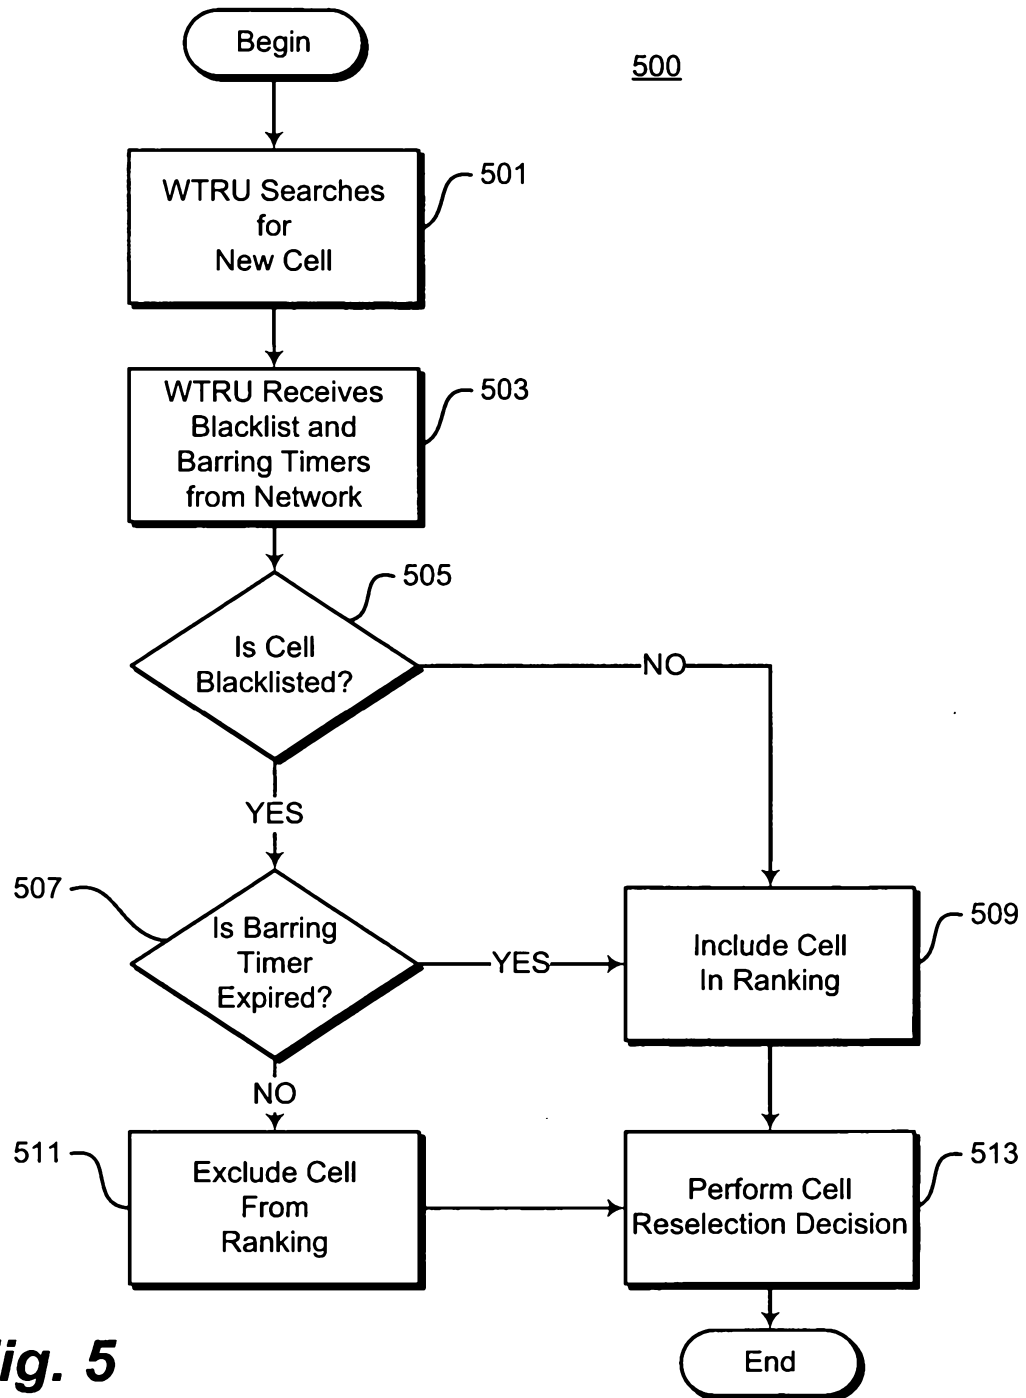 Begin
500
WTRU Searches
for
New Cell
501
WTRU Receives
Blacklist and
Barring Timers
from Network
503
Is Cell
Blacklisted?
505
NO
YES
507
Is Barring
Timer
Expired?
YES
Include Cell
In Ranking
509
NO
511
Exclude Cell
From
Ranking
Perform Cell
Reselection Decision
513
End
ig. 5